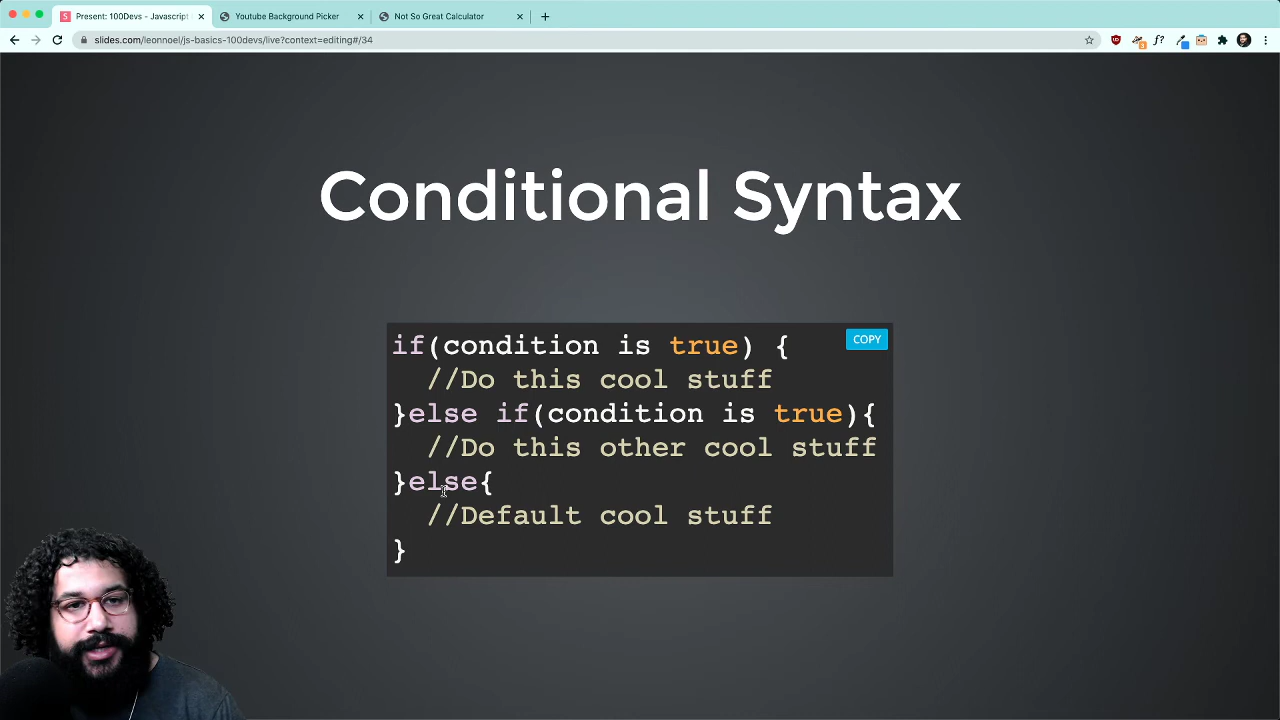 Present: 100Devs - Javascript
Youtube Background Picker
Not So Great Calculator
slides.com/leonnoel/js-basics-100devs/live?context=editing#/34
Conditional Syntax
if(condition is true) {
COPY
//Do this cool stuff
}else if(condition is true){
//Do this other cool stuff
}else{
//Default cool stuff
}